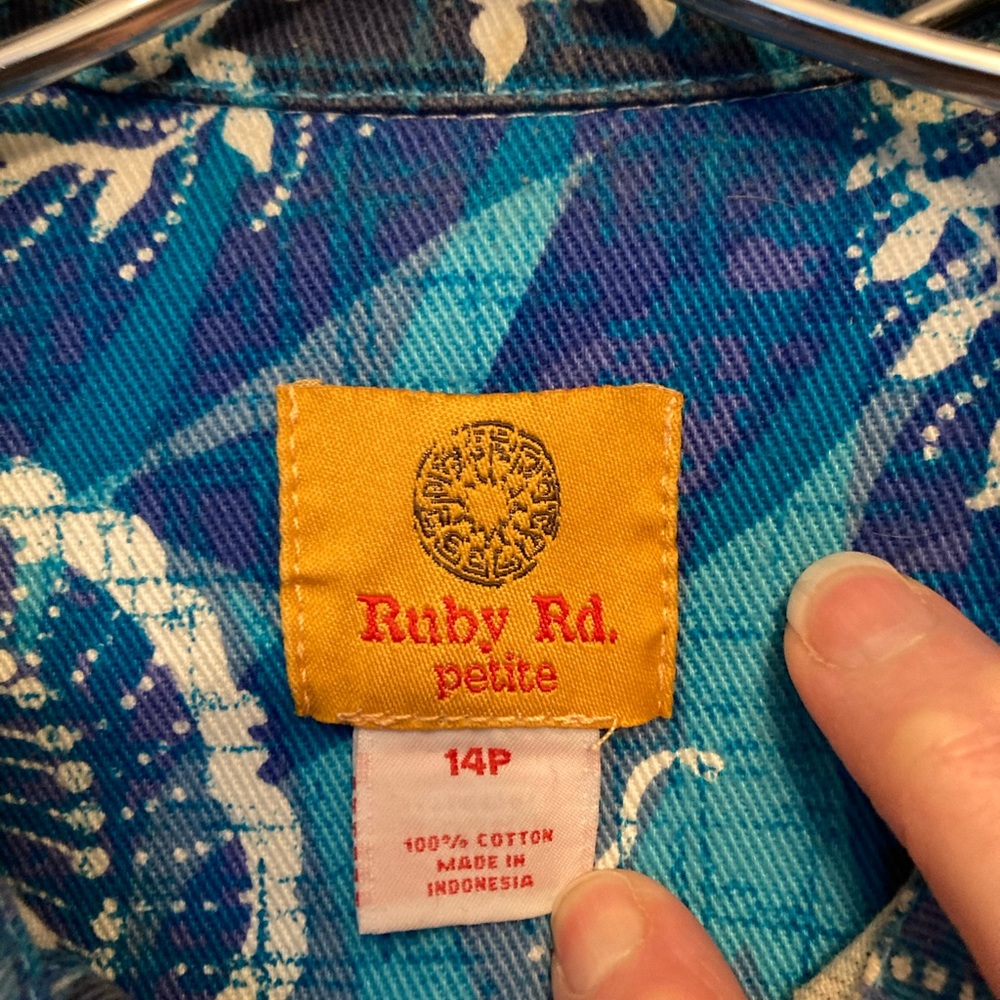 Ruby Rd.
petite
14P
100% COTTON
MADE IN
INDONESIA